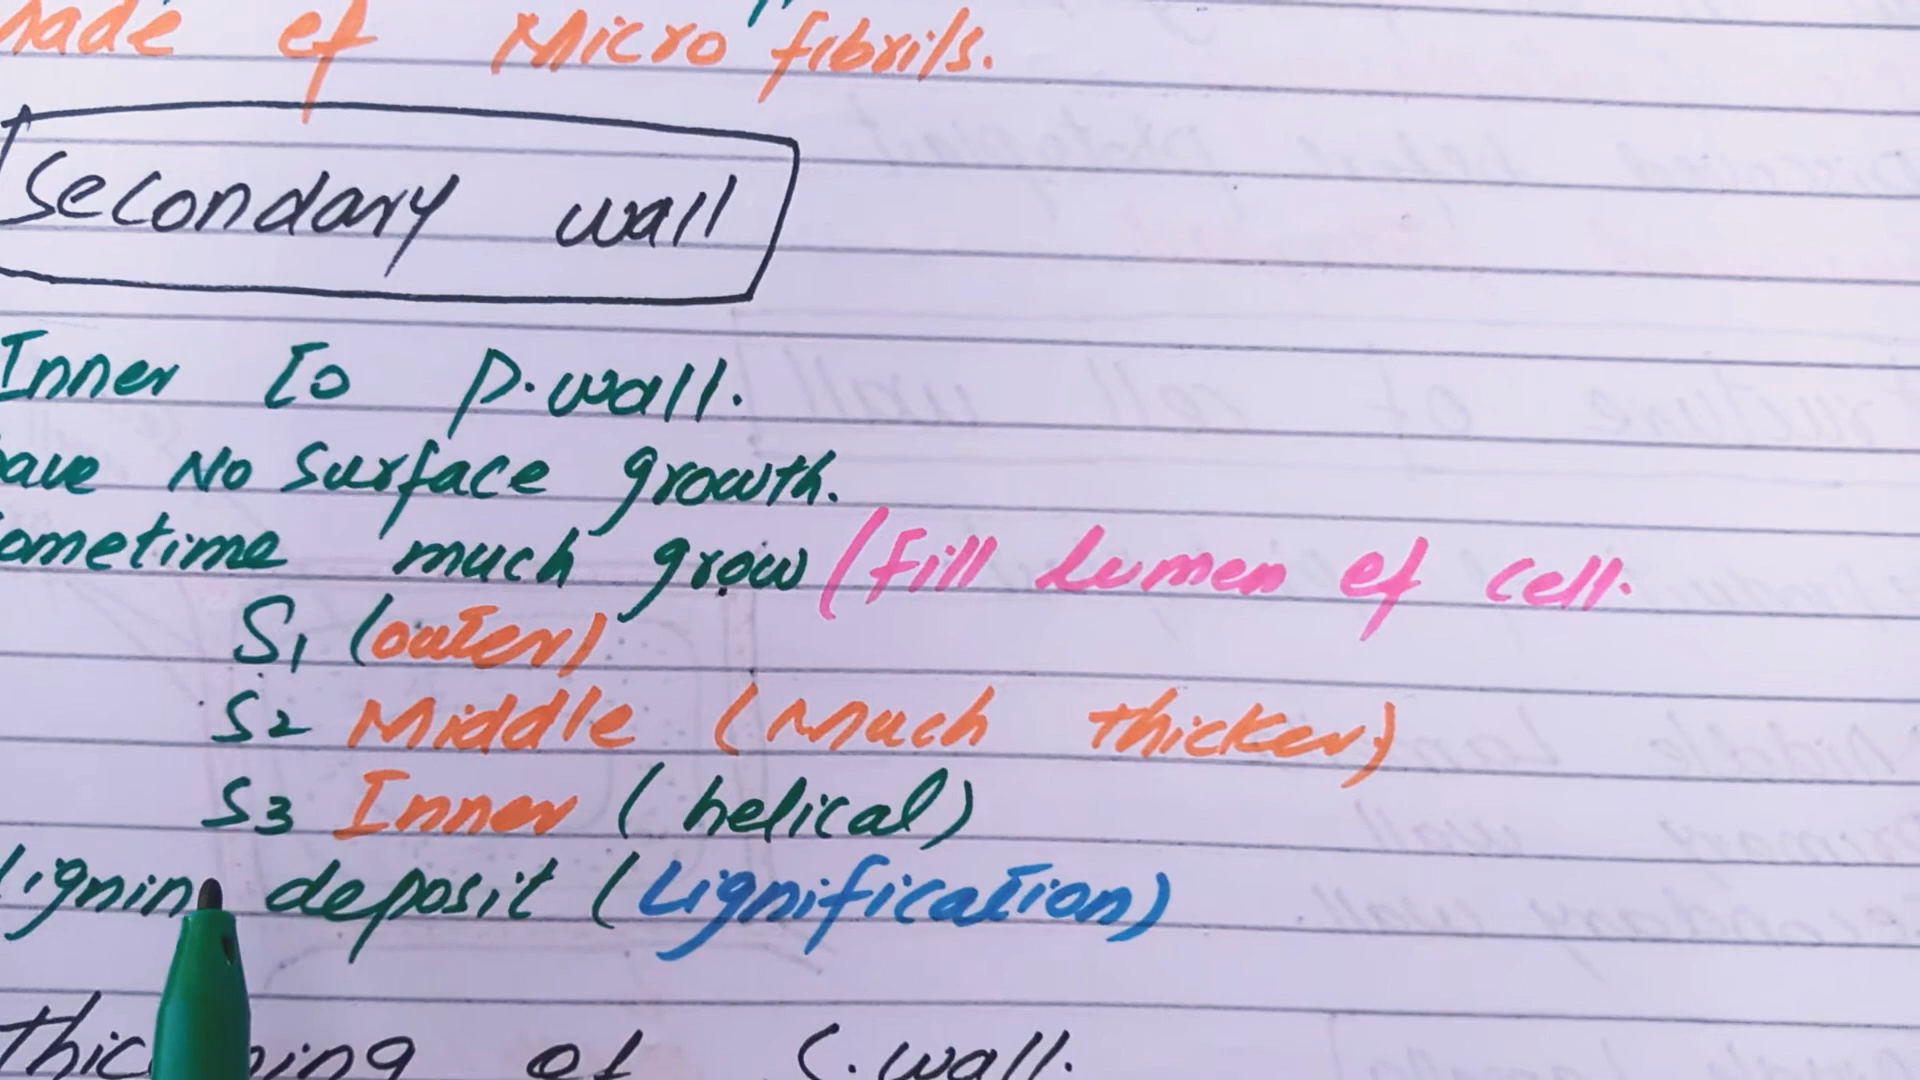 Made of Micro fibrils.
Secondary wall
Inner to P.wall.
have No Surface growth.
Sometime much grow (fill Lumen of cell.
S1 (outer)
S2 Middle (Much thicker)
S3 Inner (helical)
Lignin deposit (Lignification)
of S.wall.